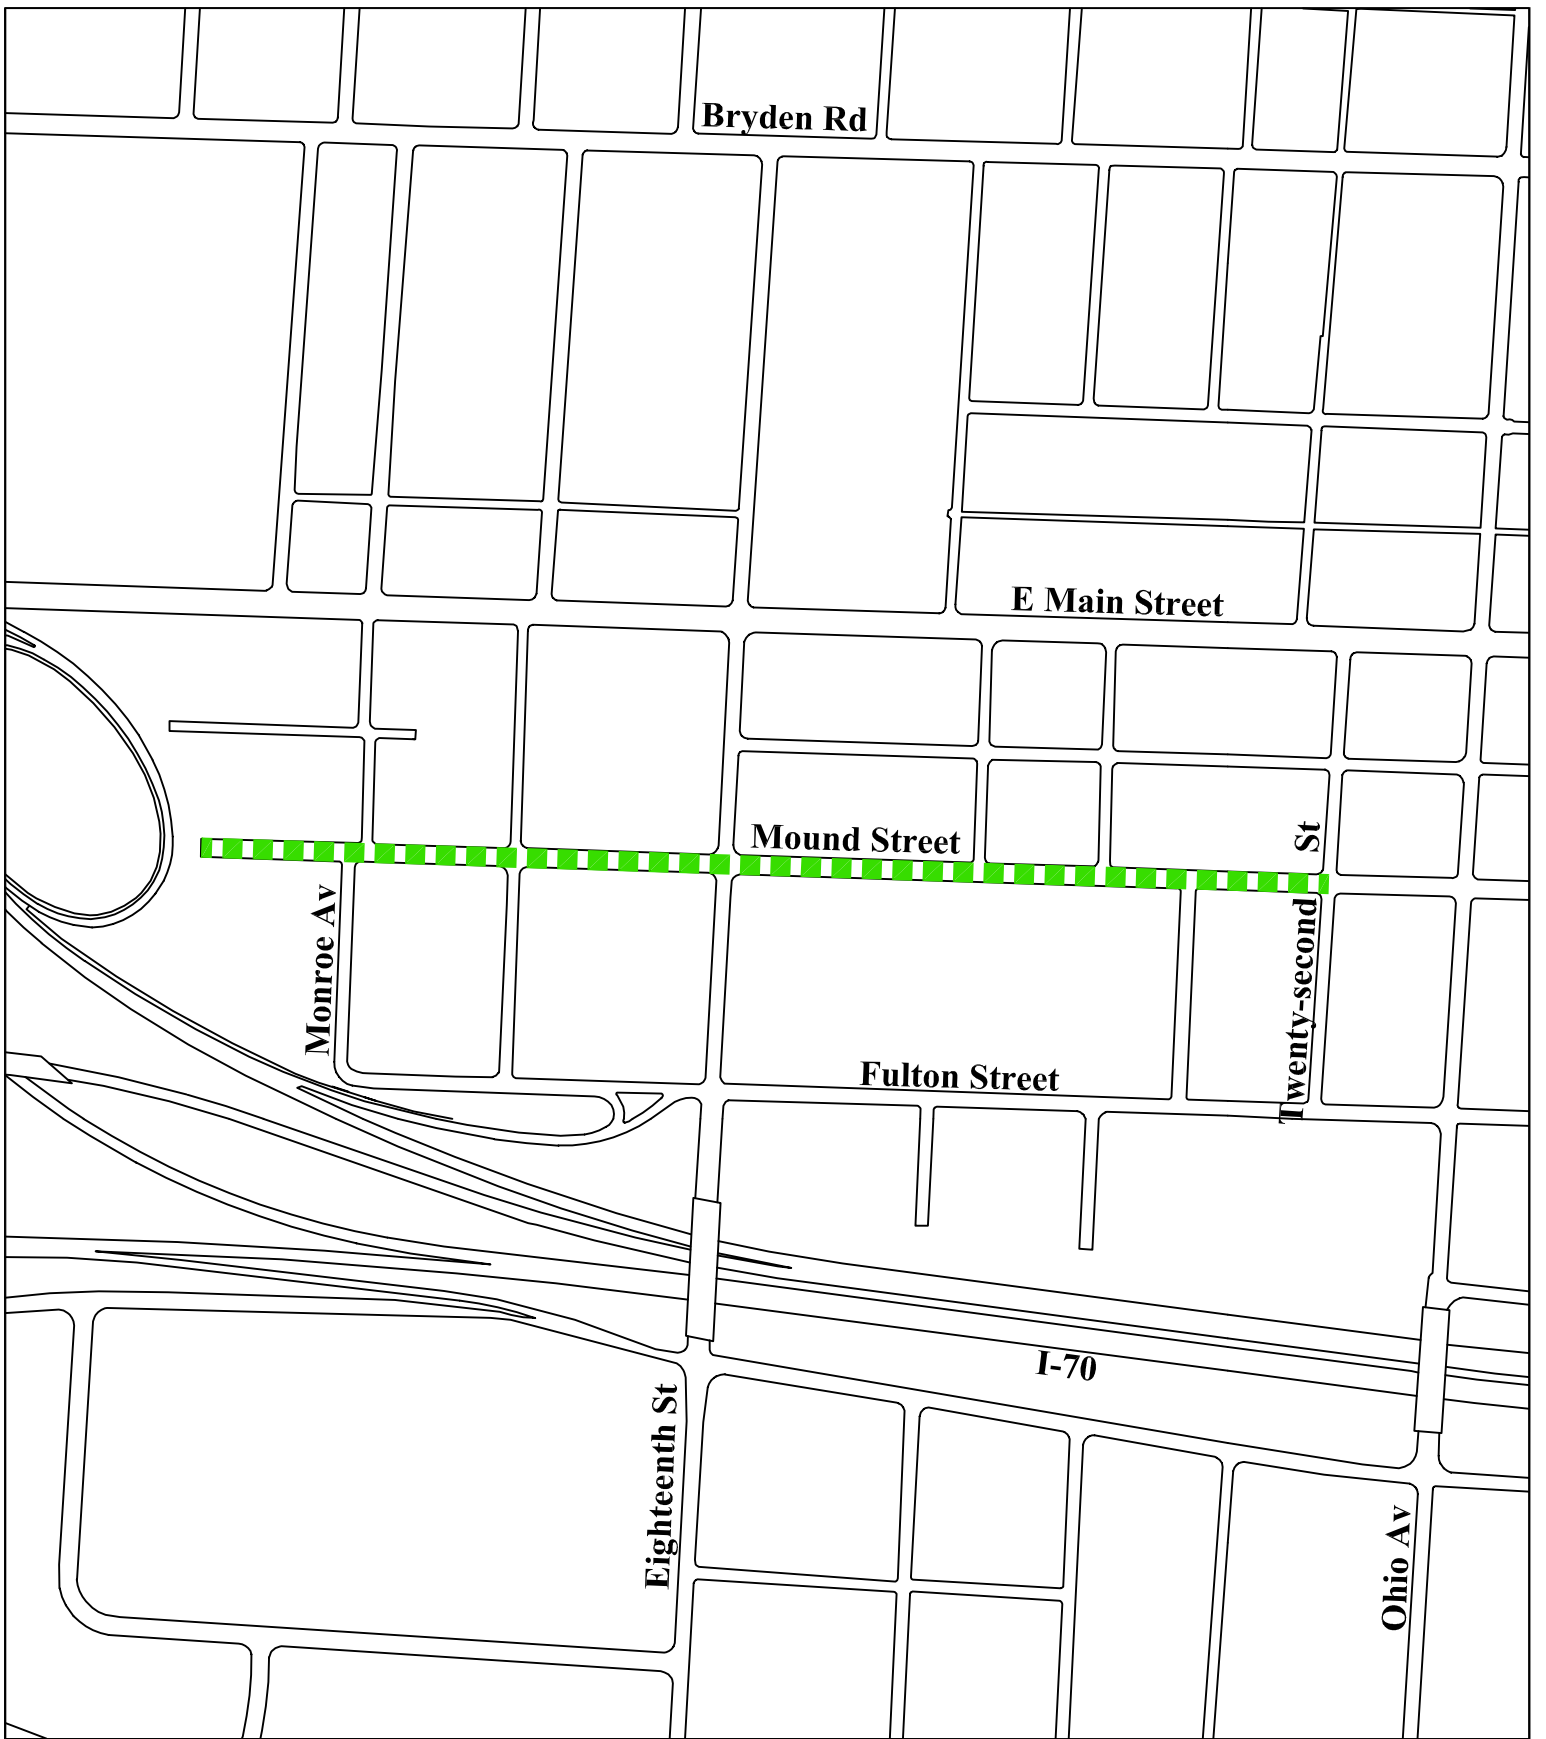 Bryden Rd
E Main Street
Mound Street
Twenty-second St
Monroe Av
Fulton Street
I-70
Eighteenth St
Ohio Av